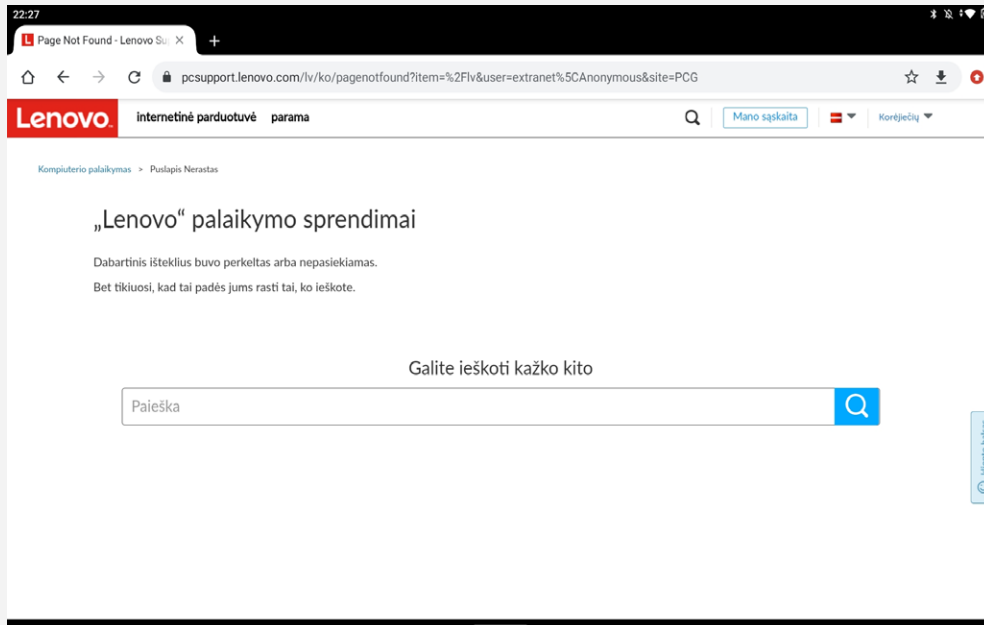 22:27
Page Not Found - Lenovo Su
pcsupport.lenovo.com/lv/ko/pagenotfound?item=%2Flv&user=extranet%5CAnonymous&site=PCG
Lenovo. internetinė parduotuvė parama Mano sąskaita Korėjiečių
Kompiuterio palaikymas > Puslapis Nerastas
„Lenovo“ palaikymo sprendimai
Dabartinis išteklius buvo perkeltas arba nepasiekiamas.
Bet tikiuosi, kad tai padės jums rasti tai, ko ieškote.
Galite ieškoti kažko kito
Paieška